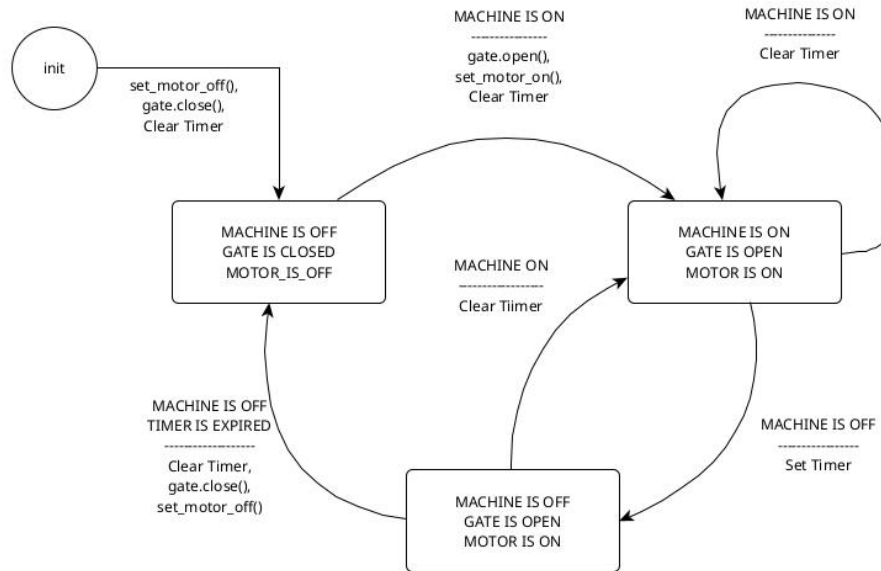 MACHINE IS ON
----------------
gate.open(),
set_motor_on(),
Clear Timer
MACHINE IS ON
---------------
Clear Timer
init
set_motor_off(),
gate.close(),
Clear Timer
MACHINE IS OFF
GATE IS CLOSED
MOTOR_IS_OFF
MACHINE IS ON
GATE IS OPEN
MOTOR IS ON
MACHINE ON
------------------
Clear Tiimer
MACHINE IS OFF
TIMER IS EXPIRED
-------------------
Clear Timer,
gate.close(),
set_motor_off()
MACHINE IS OFF
-----------------
Set Timer
MACHINE IS OFF
GATE IS OPEN
MOTOR IS ON